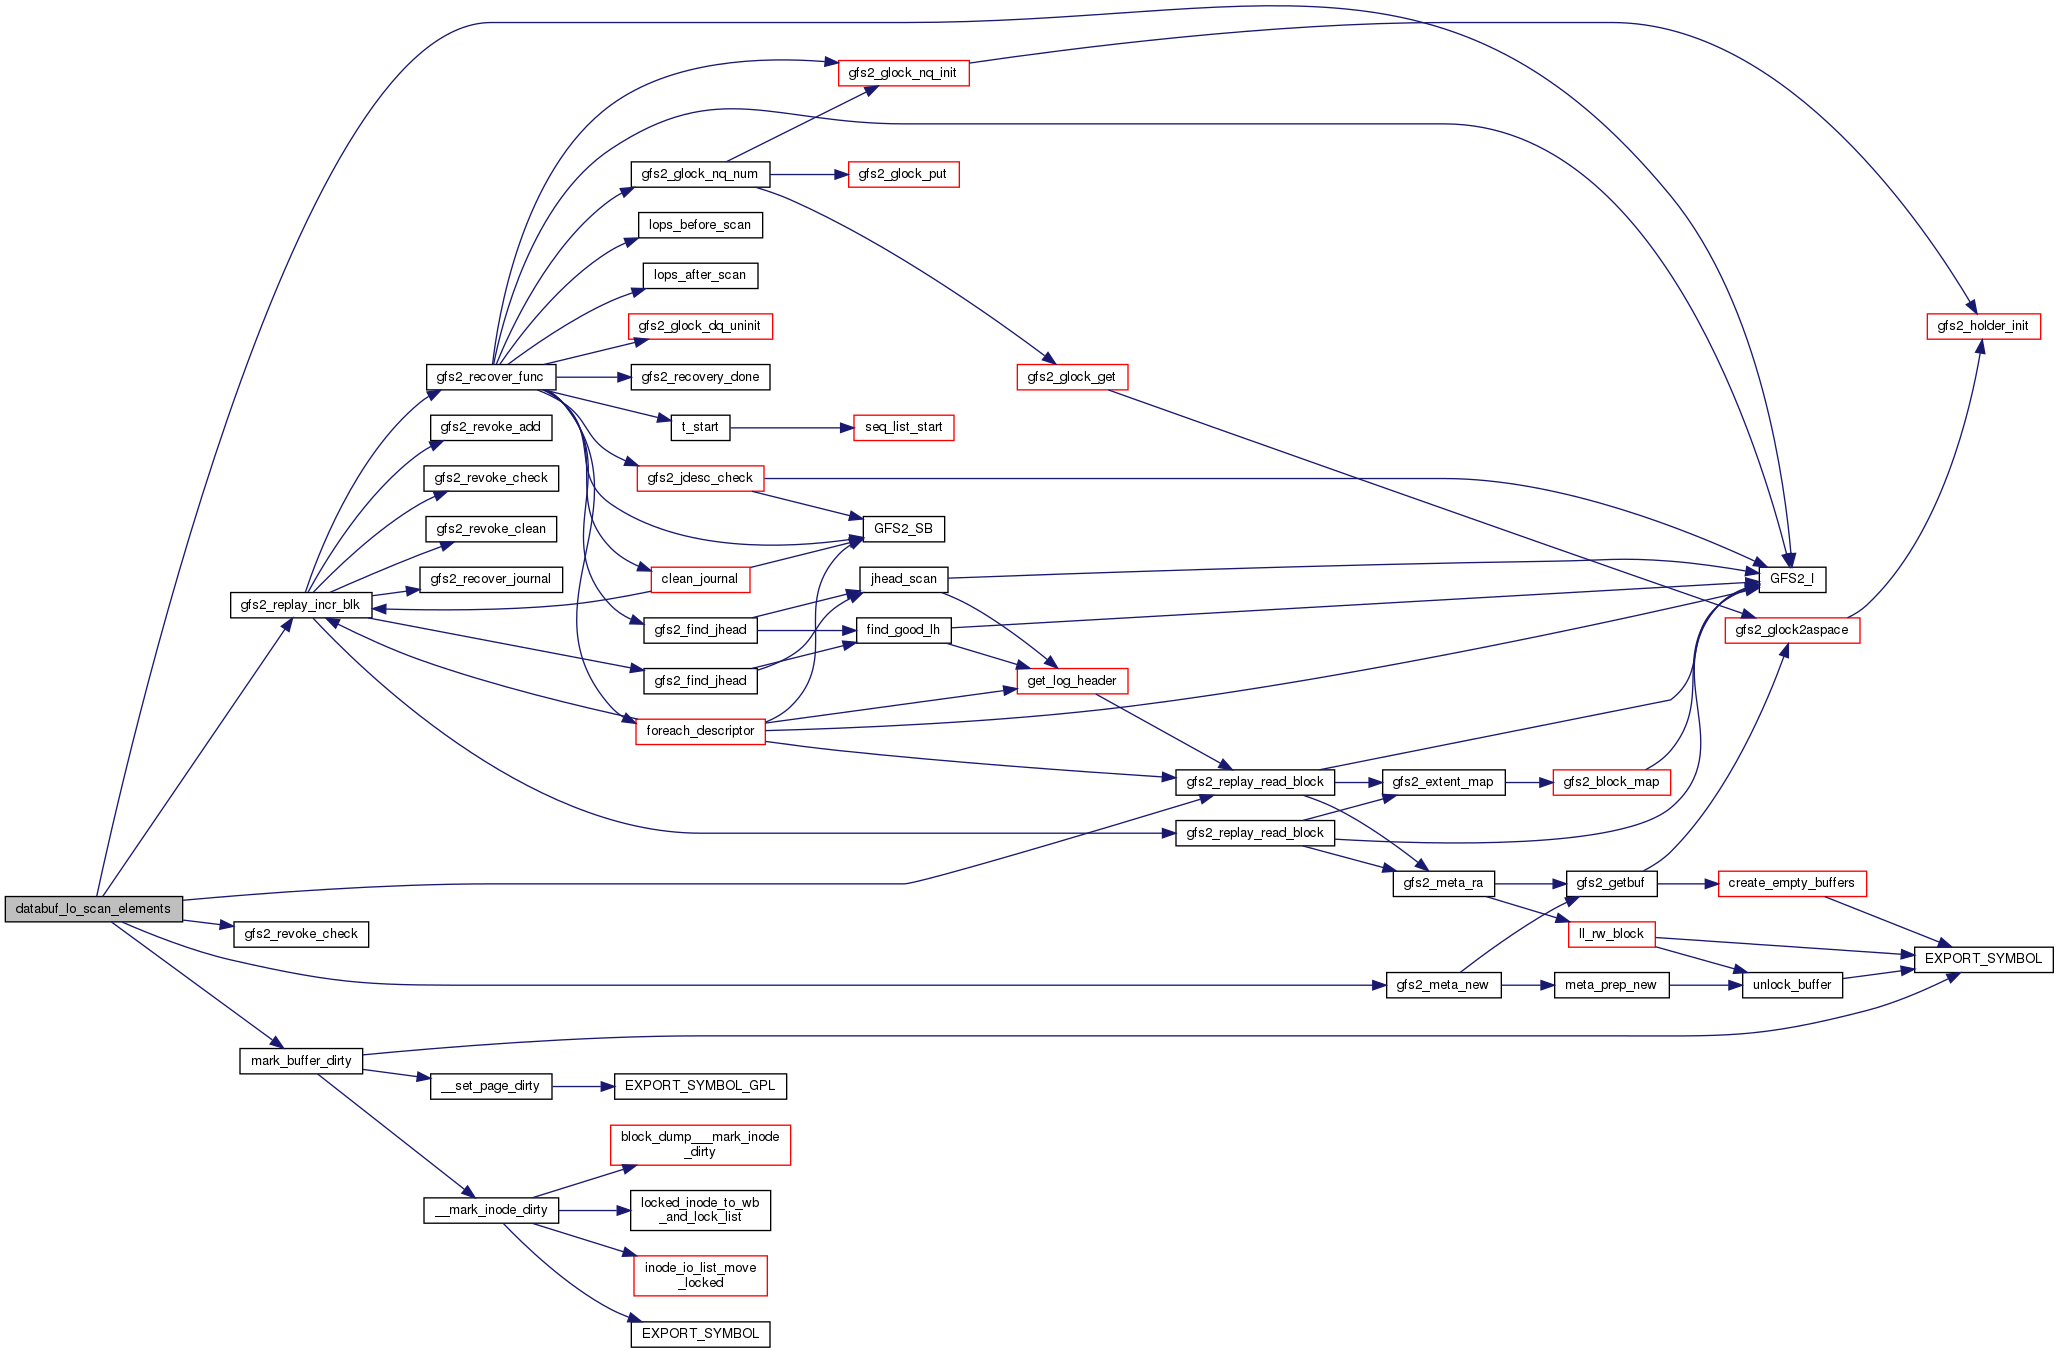 gfs2_glock_nq_init
gfs2_glock_nq_num
gfs2_glock_put
lops_before_scan
lops_after_scan
gfs2_glock_dq_uninit
gfs2_holder_init
gfs2_recover_func
gfs2_recovery_done
gfs2_glock_get
gfs2_revoke_add
t_start
seq_list_start
gfs2_revoke_check
gfs2_jdesc_check
gfs2_revoke_clean
GFS2_SB
gfs2_recover_journal
clean_journal
jhead_scan
GFS2_I
gfs2_replay_incr_blk
gfs2_find_jhead
find_good_lh
gfs2_glock2aspace
gfs2_find_jhead
get_log_header
foreach_descriptor
gfs2_replay_read_block
gfs2_extent_map
gfs2_block_map
gfs2_replay_read_block
gfs2_meta_ra
gfs2_getbuf
create_empty_buffers
databuf_lo_scan_elements
gfs2_revoke_check
ll_rw_block
EXPORT_SYMBOL
gfs2_meta_new
meta_prep_new
unlock_buffer
mark_buffer_dirty
__set_page_dirty
EXPORT_SYMBOL_GPL
block_dump___mark_inode
_dirty
__mark_inode_dirty
locked_inode_to_wb
_and_lock_list
inode_io_list_move
_locked
EXPORT_SYMBOL